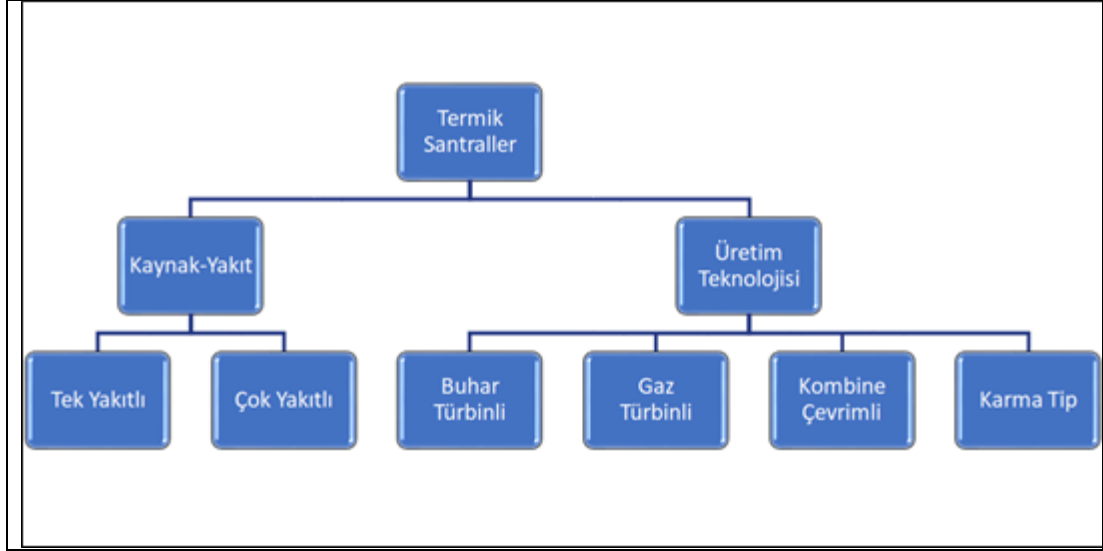 Termik
Santraller
Kaynak-Yakıt
Üretim
Teknolojisi
Tek Yakıtlı
Çok Yakıtlı
Buhar
Türbinli
Gaz
Türbinli
Kombine
Çevrimli
Karma Tip